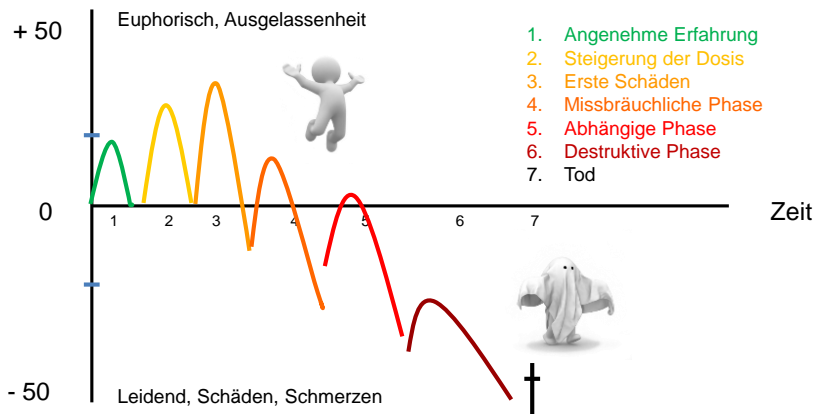 Euphorisch, Ausgelassenheit
+ 50
1. Angenehme Erfahrung
2. Steigerung der Dosis
3. Erste Schäden
4. Missbräuchliche Phase
5. Abhängige Phase
6. Destruktive Phase
7. Tod
0
Zeit
1 2 3 4 5 6 7
- 50
Leidend, Schäden, Schmerzen